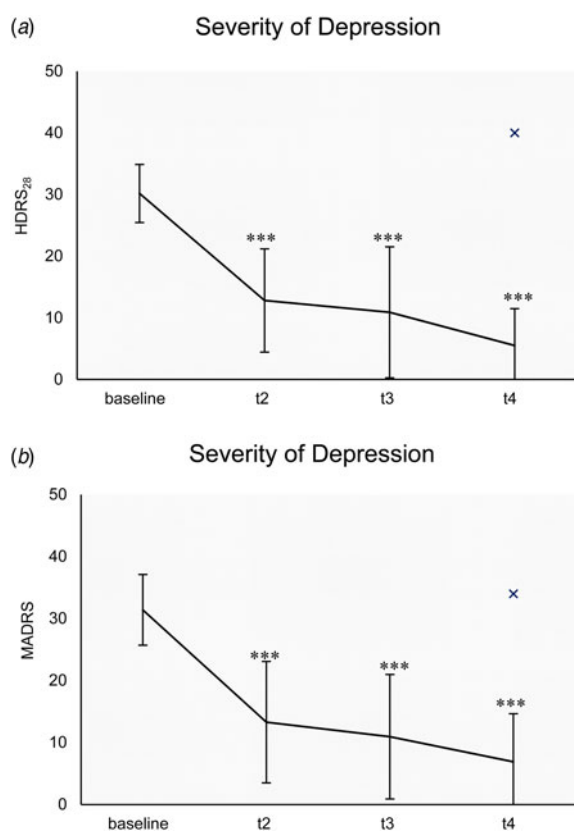 (a)
Severity of Depression
50
40
30
20
10
0
HDRS28
***
***
***
×
baseline t2 t3 t4
(b)
Severity of Depression
50
40
30
20
10
0
MADRS
***
***
***
×
baseline t2 t3 t4